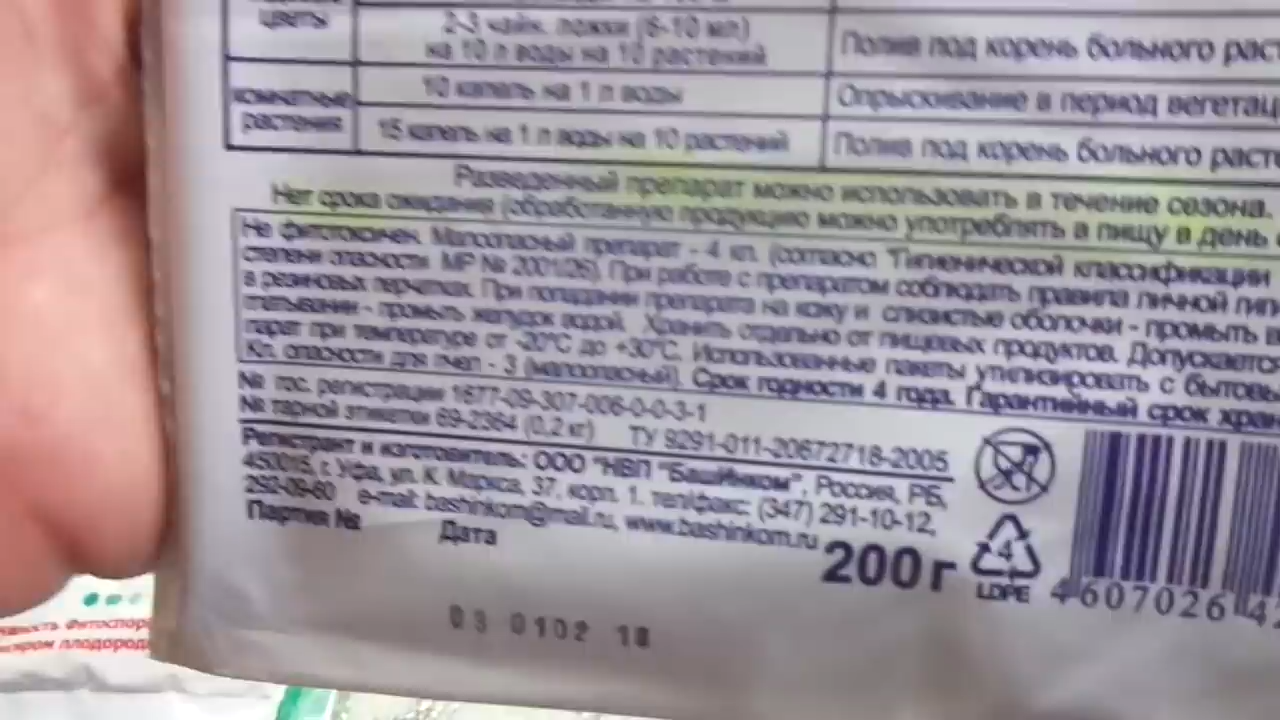 цветы
2-3 чайн. ложки (6-10 мл)
на 10 л воды на 10 растений
Полив под корень больного раст
комнатные
растения
10 капель на 1 л воды
Опрыскивание в период вегетац
15 капель на 1 л воды на 10 растений
Полив под корень больного расте
Разведенный препарат можно использовать в течение сезона.
Нет срока ожидания (обработанную продукцию можно употреблять в пищу в день
Не фитотоксичен. Малоопасный препарат - 4 кл. (согласно "Гигиенической классификации
степени опасности МР № 2001/26). При работе с препаратом соблюдать правила личной гиги
в резиновых перчатках. При попадании препарата на кожу и слизистые оболочки - промыть в
глатывании - промыть желудок водой. Хранить отдельно от пищевых продуктов. Допускается
парат при температуре от -20°С до +30°С. Использованные пакеты утилизировать с бытовы
Кл. опасности для пчел - 3 (малоопасный). Срок годности 4 года. Гарантийный срок хран
№ гос. регистрации 1677-09-307-006-0-0-3-1
№ тарной этикетки 69-2364 (0,2 кг) ТУ 9291-011-20672718-2005
Регистрант и изготовитель: ООО "НВП "БашИнком", Россия, РБ,
450015, г. Уфа, ул. К. Маркса, 37, корп. 1. тел/факс: (347) 291-10-12,
292-09-60 e-mail: bashinkom@mail.ru, www.bashinkom.ru
Партия № Дата
200 г
4
LDPE
4607026
03 0102 18
фитоспор
плодород